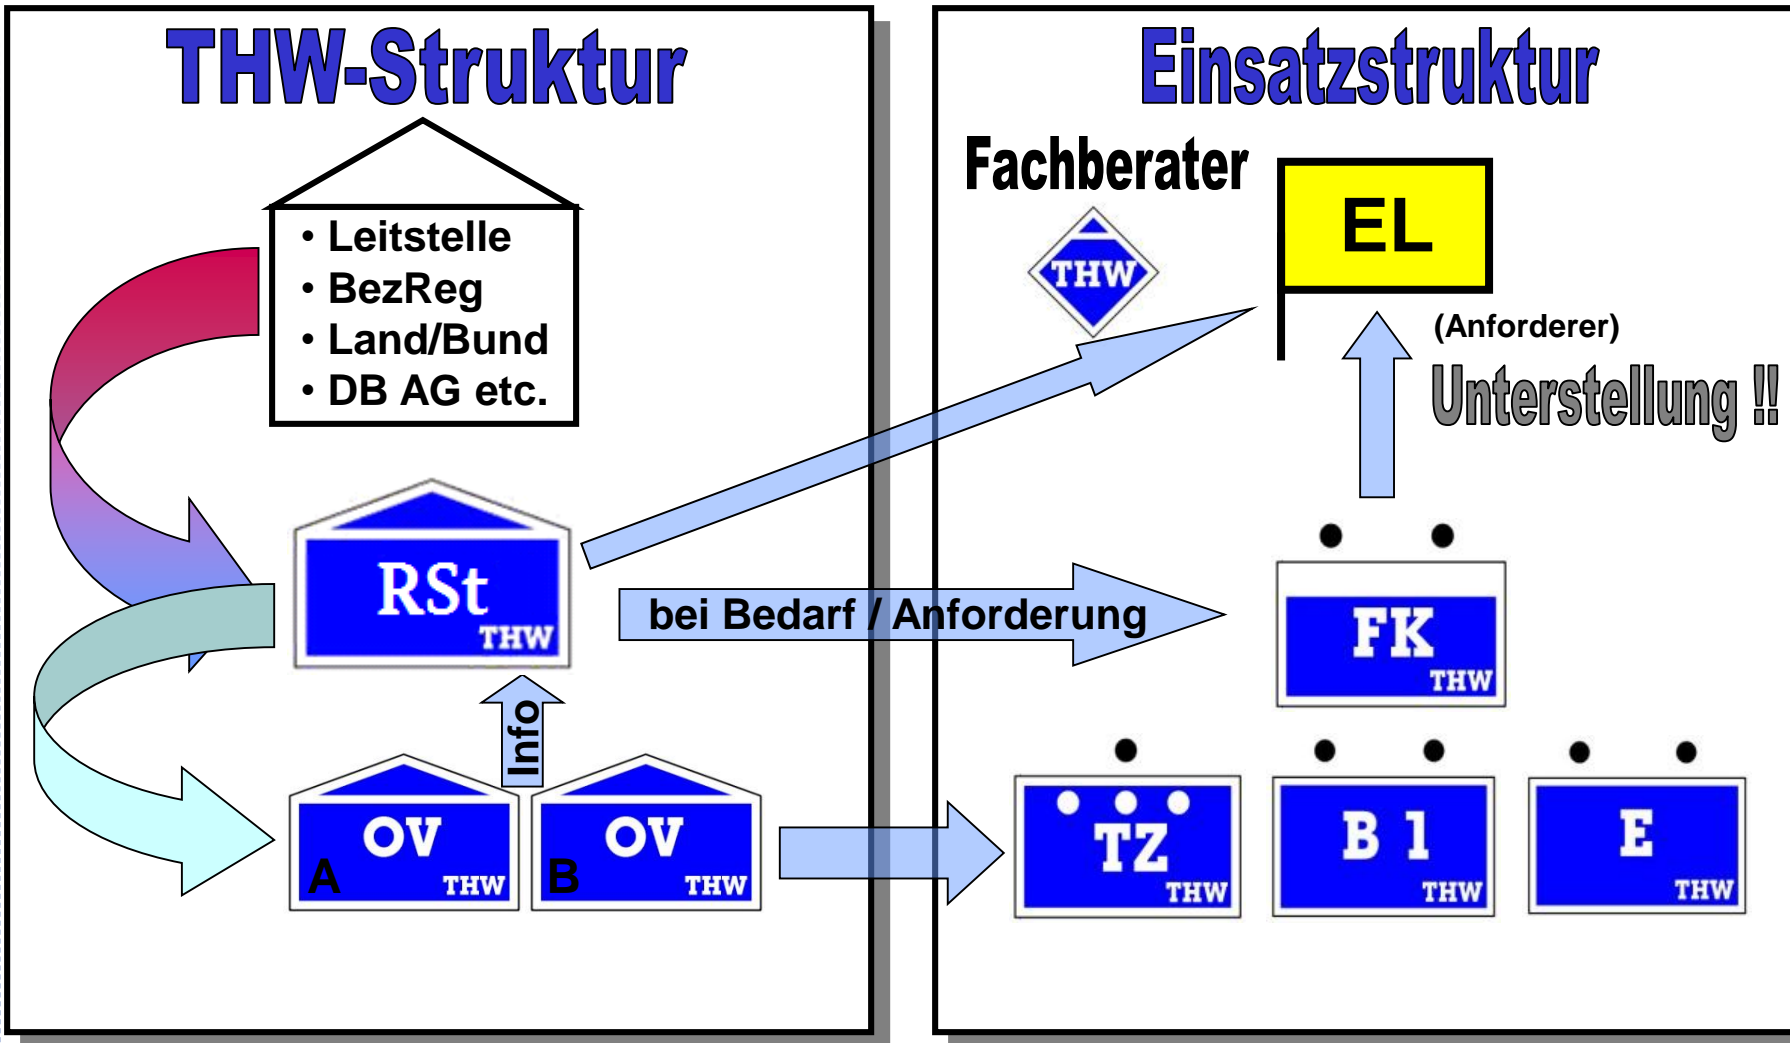 THW-Struktur
• Leitstelle
• BezReg
• Land/Bund
• DB AG etc.
RSt
THW
Info
OV
A
THW
OV
B
THW
bei Bedarf / Anforderung
Einsatzstruktur
Fachberater
THW
EL
(Anforderer)
Unterstellung !!
FK
THW
TZ
THW
B 1
THW
E
THW